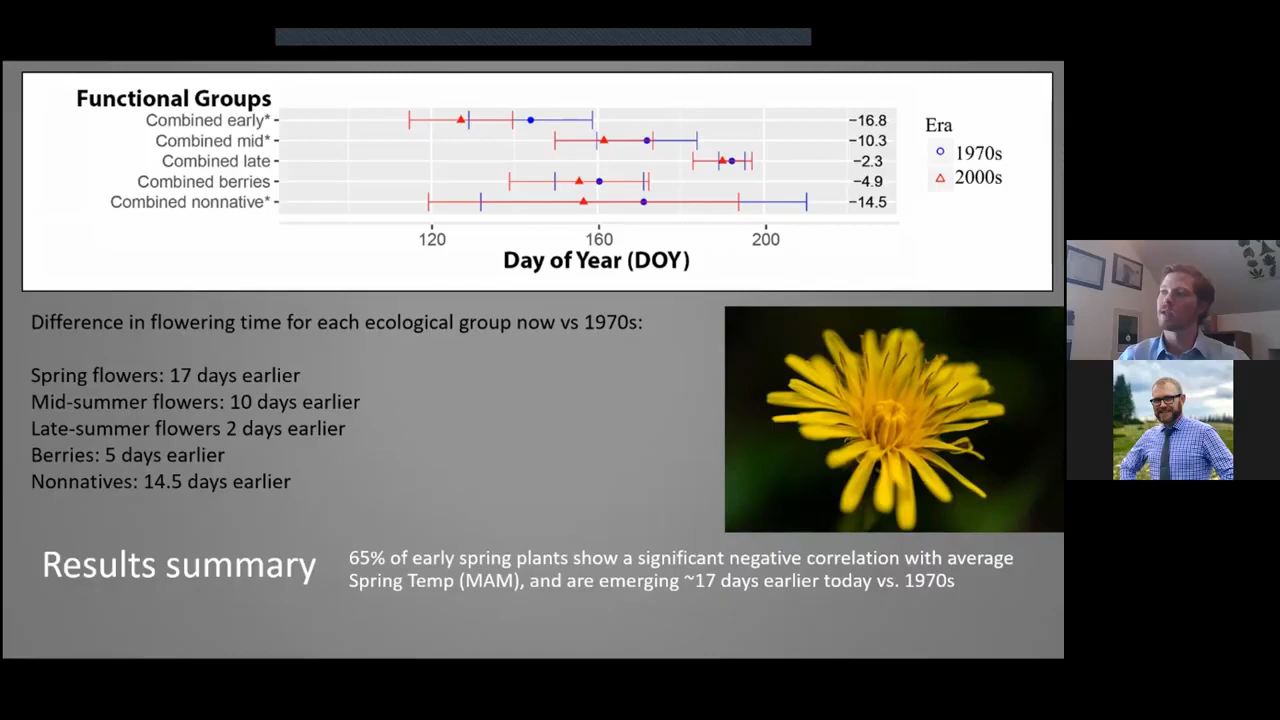 Functional Groups
Combined early* −16.8
Combined mid* −10.3
Combined late −2.3
Combined berries −4.9
Combined nonnative* −14.5
120 160 200
Day of Year (DOY)
Era
1970s
2000s
Difference in flowering time for each ecological group now vs 1970s:
Spring flowers: 17 days earlier
Mid-summer flowers: 10 days earlier
Late-summer flowers 2 days earlier
Berries: 5 days earlier
Nonnatives: 14.5 days earlier
Results summary
65% of early spring plants show a significant negative correlation with average
Spring Temp (MAM), and are emerging ~17 days earlier today vs. 1970s